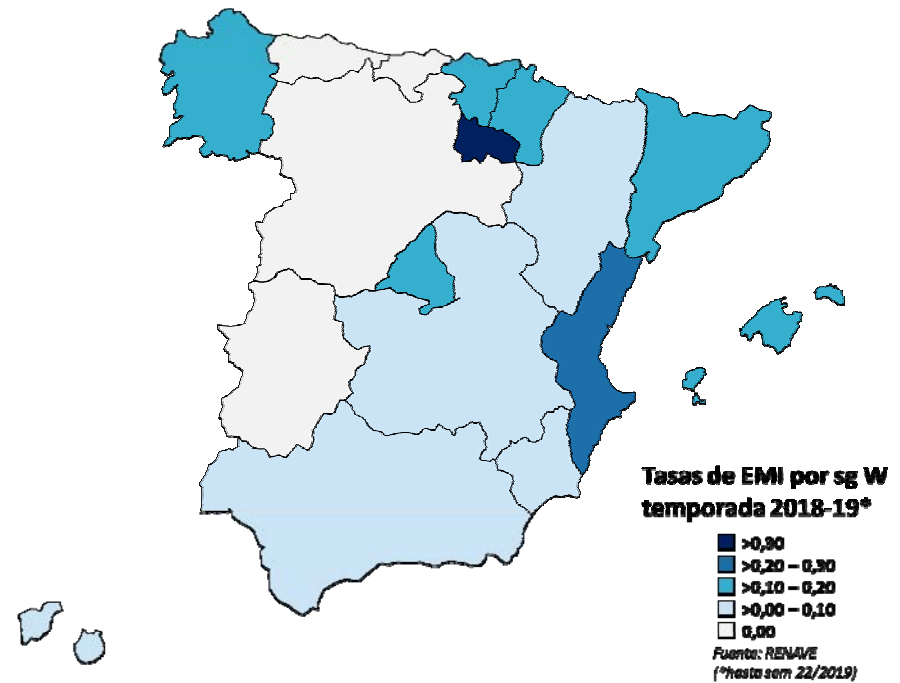 Tasas de EMI por sg W
temporada 2018-19*
>0,30
>0,20 – 0,30
>0,10 – 0,20
>0,00 – 0,10
0,00
Fuente: RENAVE
(*hasta sem 22/2019)